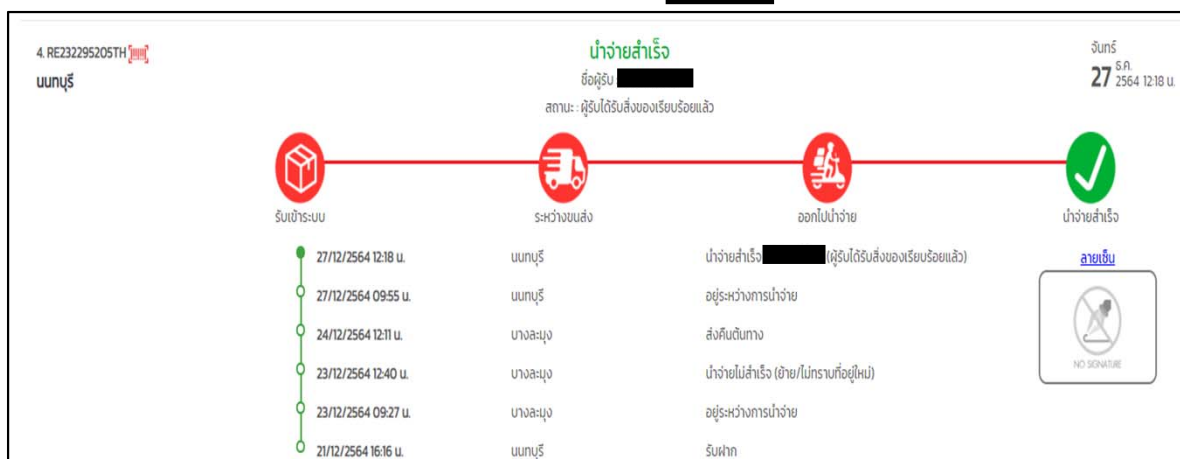 4. RE232295205TH
นนทบุรี
นำจ่ายสำเร็จ
ชื่อผู้รับ :
สถานะ : ผู้รับได้รับสิ่งของเรียบร้อยแล้ว
จันทร์
27 ธ.ค. 2564 12:18 น.
รับเข้าระบบ
ระหว่างขนส่ง
ออกไปนำจ่าย
นำจ่ายสำเร็จ
27/12/2564 12:18 น. นนทบุรี นำจ่ายสำเร็จ (ผู้รับได้รับสิ่งของเรียบร้อยแล้ว)
27/12/2564 09:55 น. นนทบุรี อยู่ระหว่างการนำจ่าย
24/12/2564 12:11 น. บางละมุง ส่งคืนต้นทาง
23/12/2564 12:40 น. บางละมุง นำจ่ายไม่สำเร็จ (ย้าย/ไม่ทราบที่อยู่ใหม่)
23/12/2564 09:27 น. บางละมุง อยู่ระหว่างการนำจ่าย
21/12/2564 16:16 น. นนทบุรี รับฝาก
ลายเซ็น
NO SIGNATURE